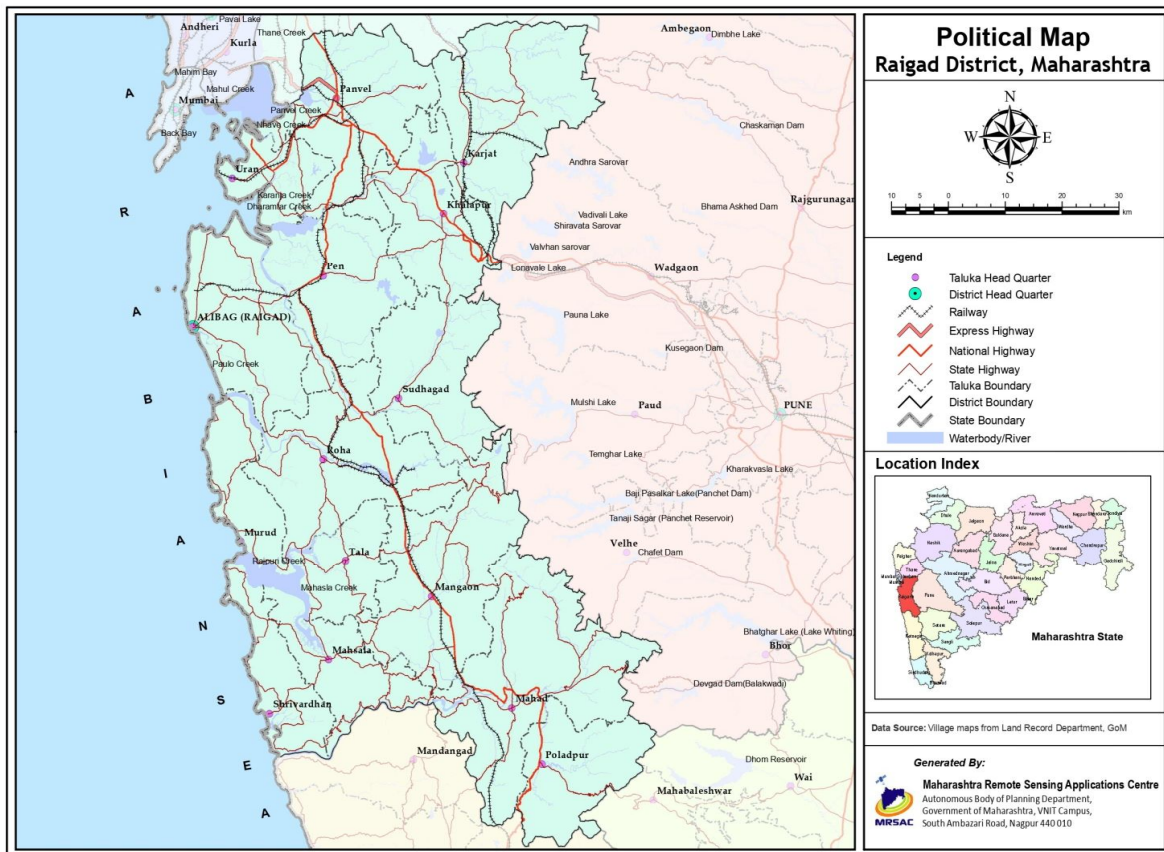 Political Map
Raigad District, Maharashtra
N
W E
S
10 5 0 10 20 30
km
Legend
Taluka Head Quarter
District Head Quarter
Railway
Express Highway
National Highway
State Highway
Taluka Boundary
District Boundary
State Boundary
Waterbody/River
Location Index
Maharashtra State
Data Source: Village maps from Land Record Department, GoM
Generated By:
Maharashtra Remote Sensing Applications Centre
Autonomous Body of Planning Department,
Government of Maharashtra, VNIT Campus,
South Ambazari Road, Nagpur 440 010
MRSAC
Paval Lake
Andheri
Thane Creek
Kurla
Mahim Bay
Mahul Creek
Mumbai
Back Bay
Panvel
Panvel Creek
Nhave Creek
Uran
Karanja Creek
Dharamtar Creek
Karjat
Khalapur
Pen
ALIBAG (RAIGAD)
Paulo Creek
Sudhagad
Roha
Murud
Rajpuri Creek
Tala
Mahasla Creek
Mangaon
Mahsala
Shrivardhan
Mahad
Poladpur
Mandangad
Mahabaleshwar
Ambegaon
Dimbhe Lake
Chaskaman Dam
Andhra Sarovar
Rajgurunagar
Bhama Askhed Dam
Vadivali Lake
Shiravata Sarovar
Valvhan sarovar
Lonavale Lake
Wadgaon
Pauna Lake
Kusegaon Dam
Mulshi Lake
Paud
PUNE
Temghar Lake
Kharakvasla Lake
Baji Pasalkar Lake(Panchet Dam)
Tanaji Sagar (Panchet Reservoir)
Velhe
Chafet Dam
Bhatghar Lake (Lake Whiting)
Bhor
Devgad Dam(Balakwadi)
Dhom Reservoir
Wai
ARABIAN SEA